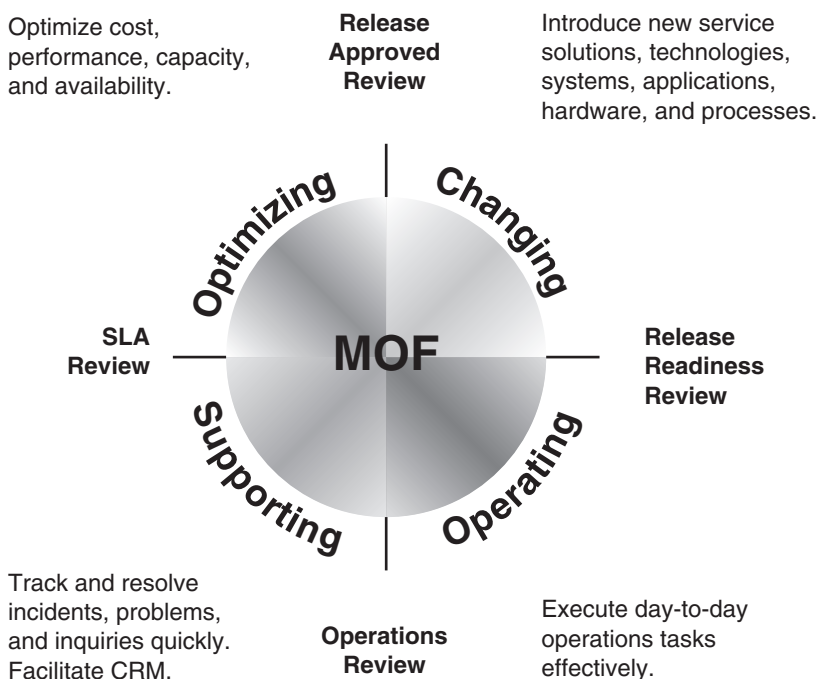 Optimize cost,
performance, capacity,
and availability.
Release
Approved
Review
Introduce new service
solutions, technologies,
systems, applications,
hardware, and processes.
Optimizing
Changing
SLA
Review
MOF
Release
Readiness
Review
Supporting
Operating
Track and resolve
incidents, problems,
and inquiries quickly.
Facilitate CRM.
Operations
Review
Execute day-to-day
operations tasks
effectively.